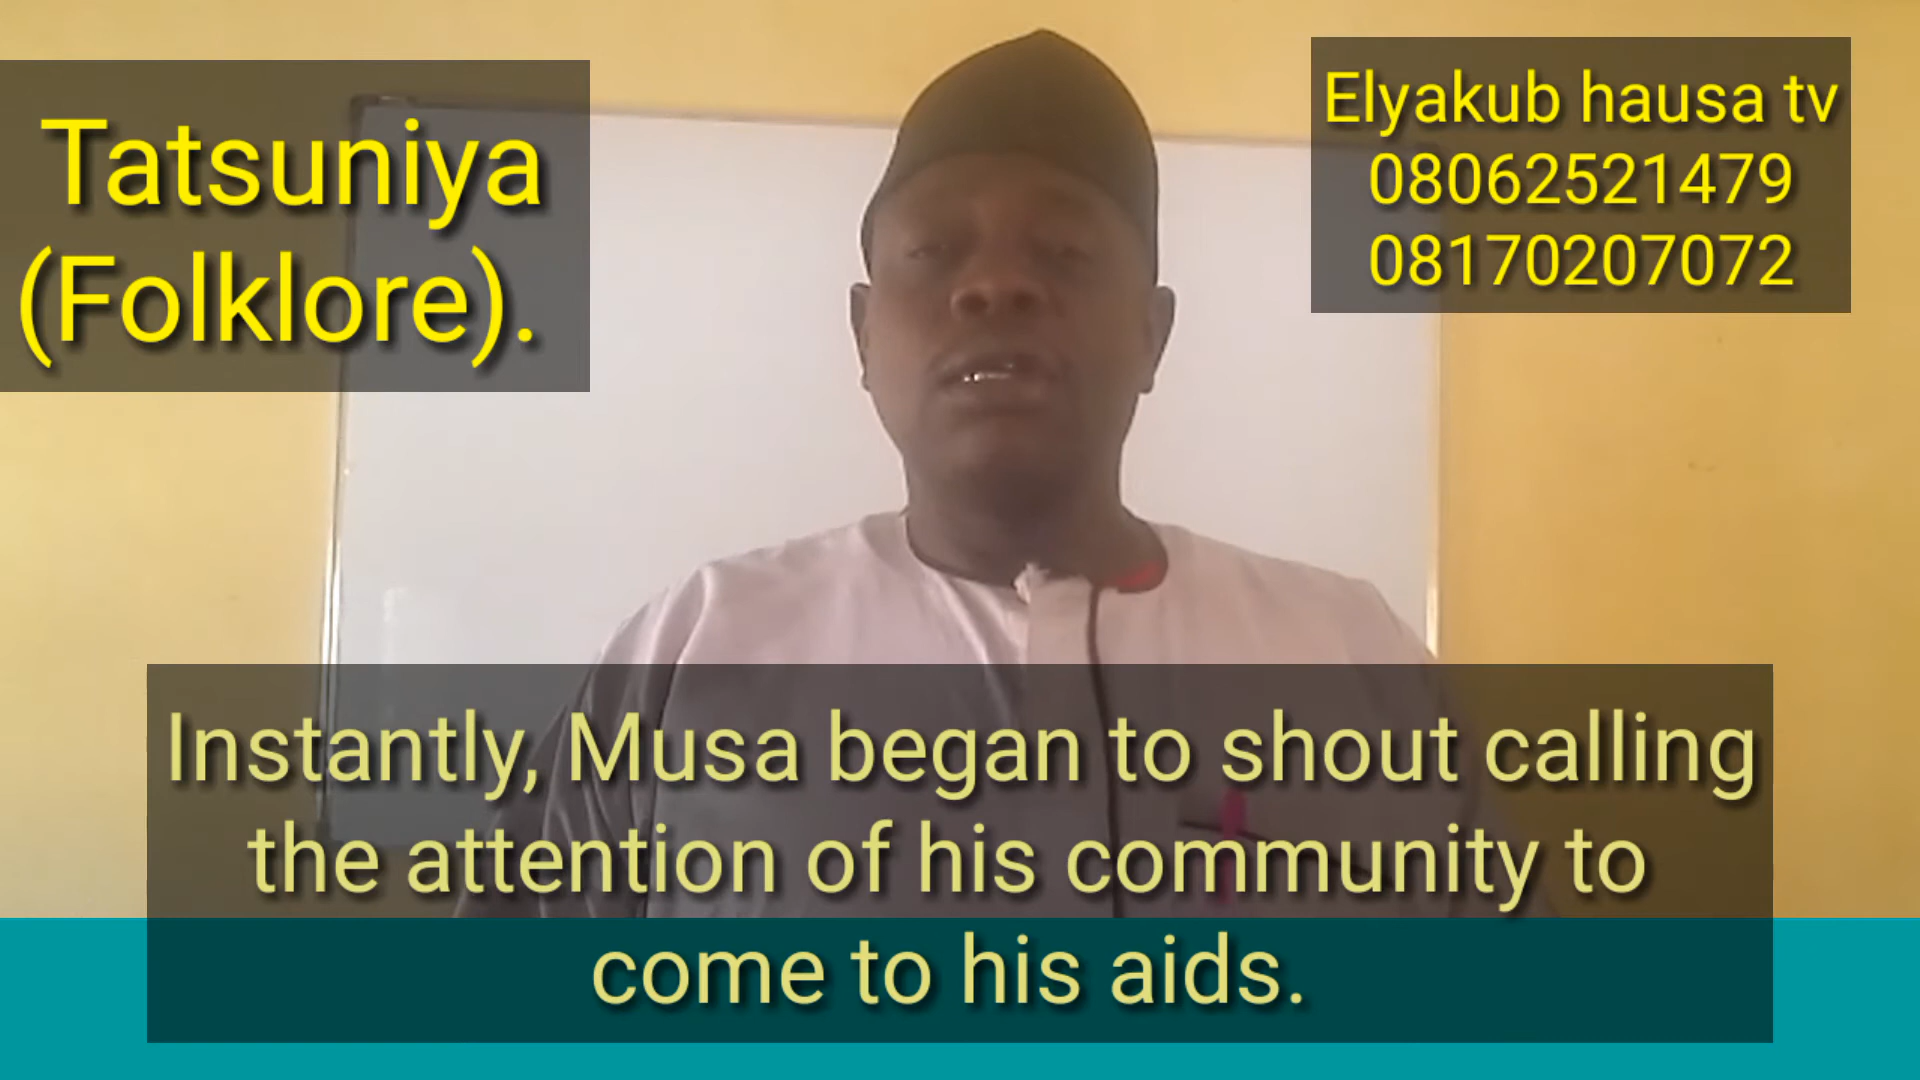 Tatsuniya
(Folklore).
Elyakub hausa tv
08062521479
08170207072
Instantly, Musa began to shout calling
the attention of his community to
come to his aids.